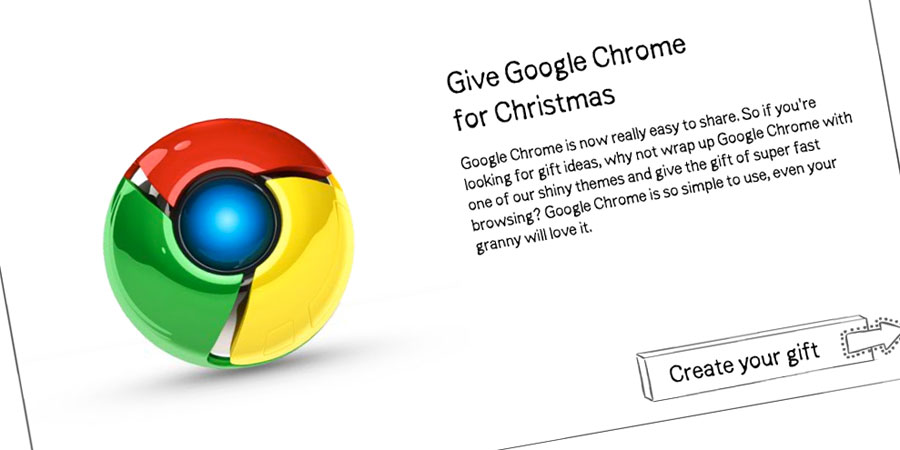 Give Google Chrome
for Christmas
Google Chrome is now really easy to share. So if you're
looking for gift ideas, why not wrap up Google Chrome with
one of our shiny themes and give the gift of super fast
browsing? Google Chrome is so simple to use, even your
granny will love it.
Create your gift